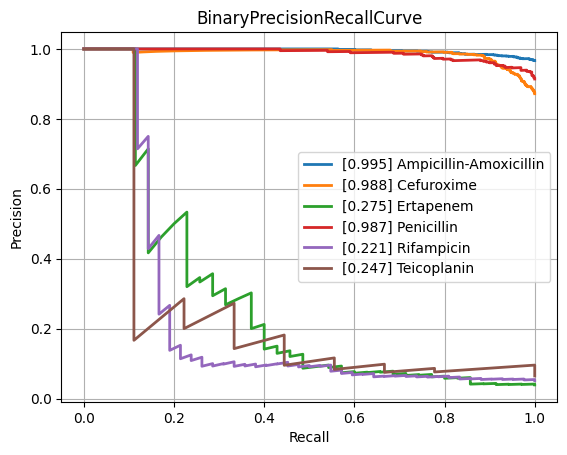 BinaryPrecisionRecallCurve
Precision
1.0
0.8
0.6
0.4
0.2
0.0
[0.995] Ampicillin-Amoxicillin
[0.988] Cefuroxime
[0.275] Ertapenem
[0.987] Penicillin
[0.221] Rifampicin
[0.247] Teicoplanin
0.0 0.2 0.4 0.6 0.8 1.0
Recall